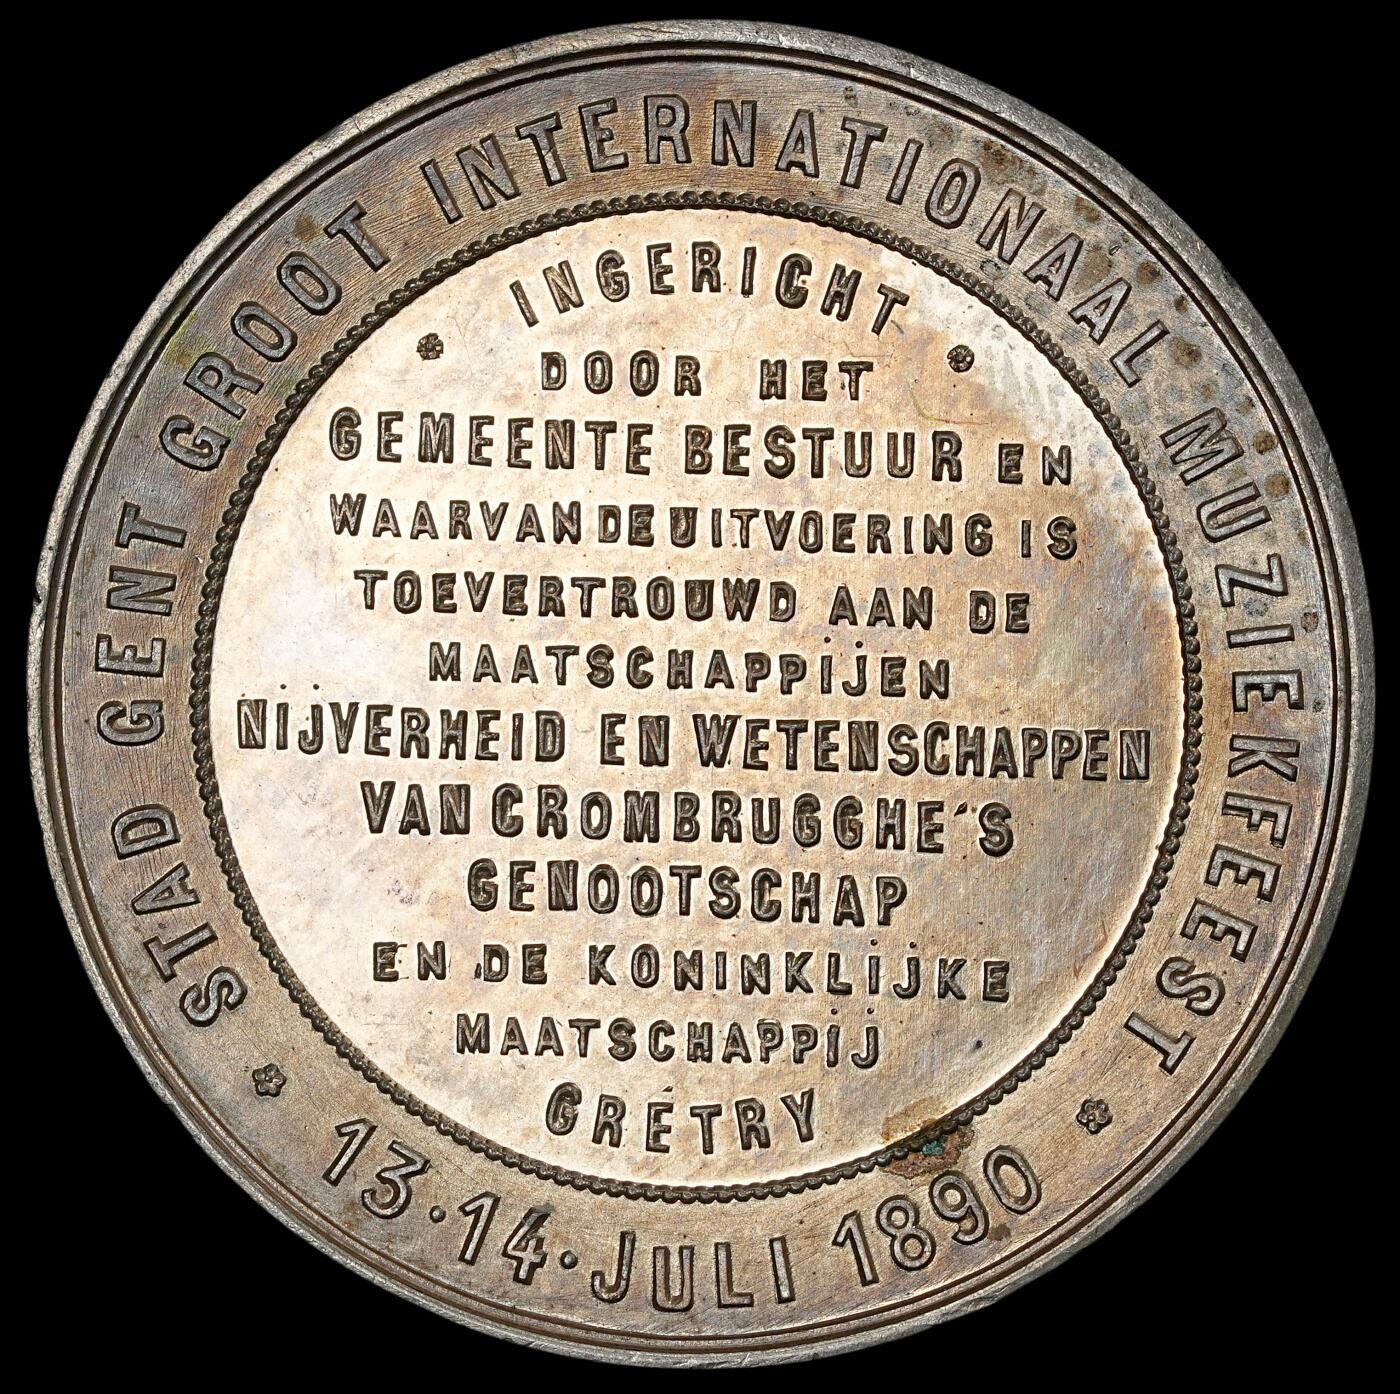 STAD GENT GROOT INTERNATIONAAL MUZIEKFEEST
INGERICHT
DOOR HET
GEMEENTE BESTUUR EN
WAARVAN DE UITVOERING IS
TOEVERTROUWD AAN DE
MAATSCHAPPIJEN
NIJVERHEID EN WETENSCHAPPEN
VAN CROMBRUGGHE'S
GENOOTSCHAP
EN DE KONINKLIJKE
MAATSCHAPPIJ
GRÉTRY
13·14·JULI 1890